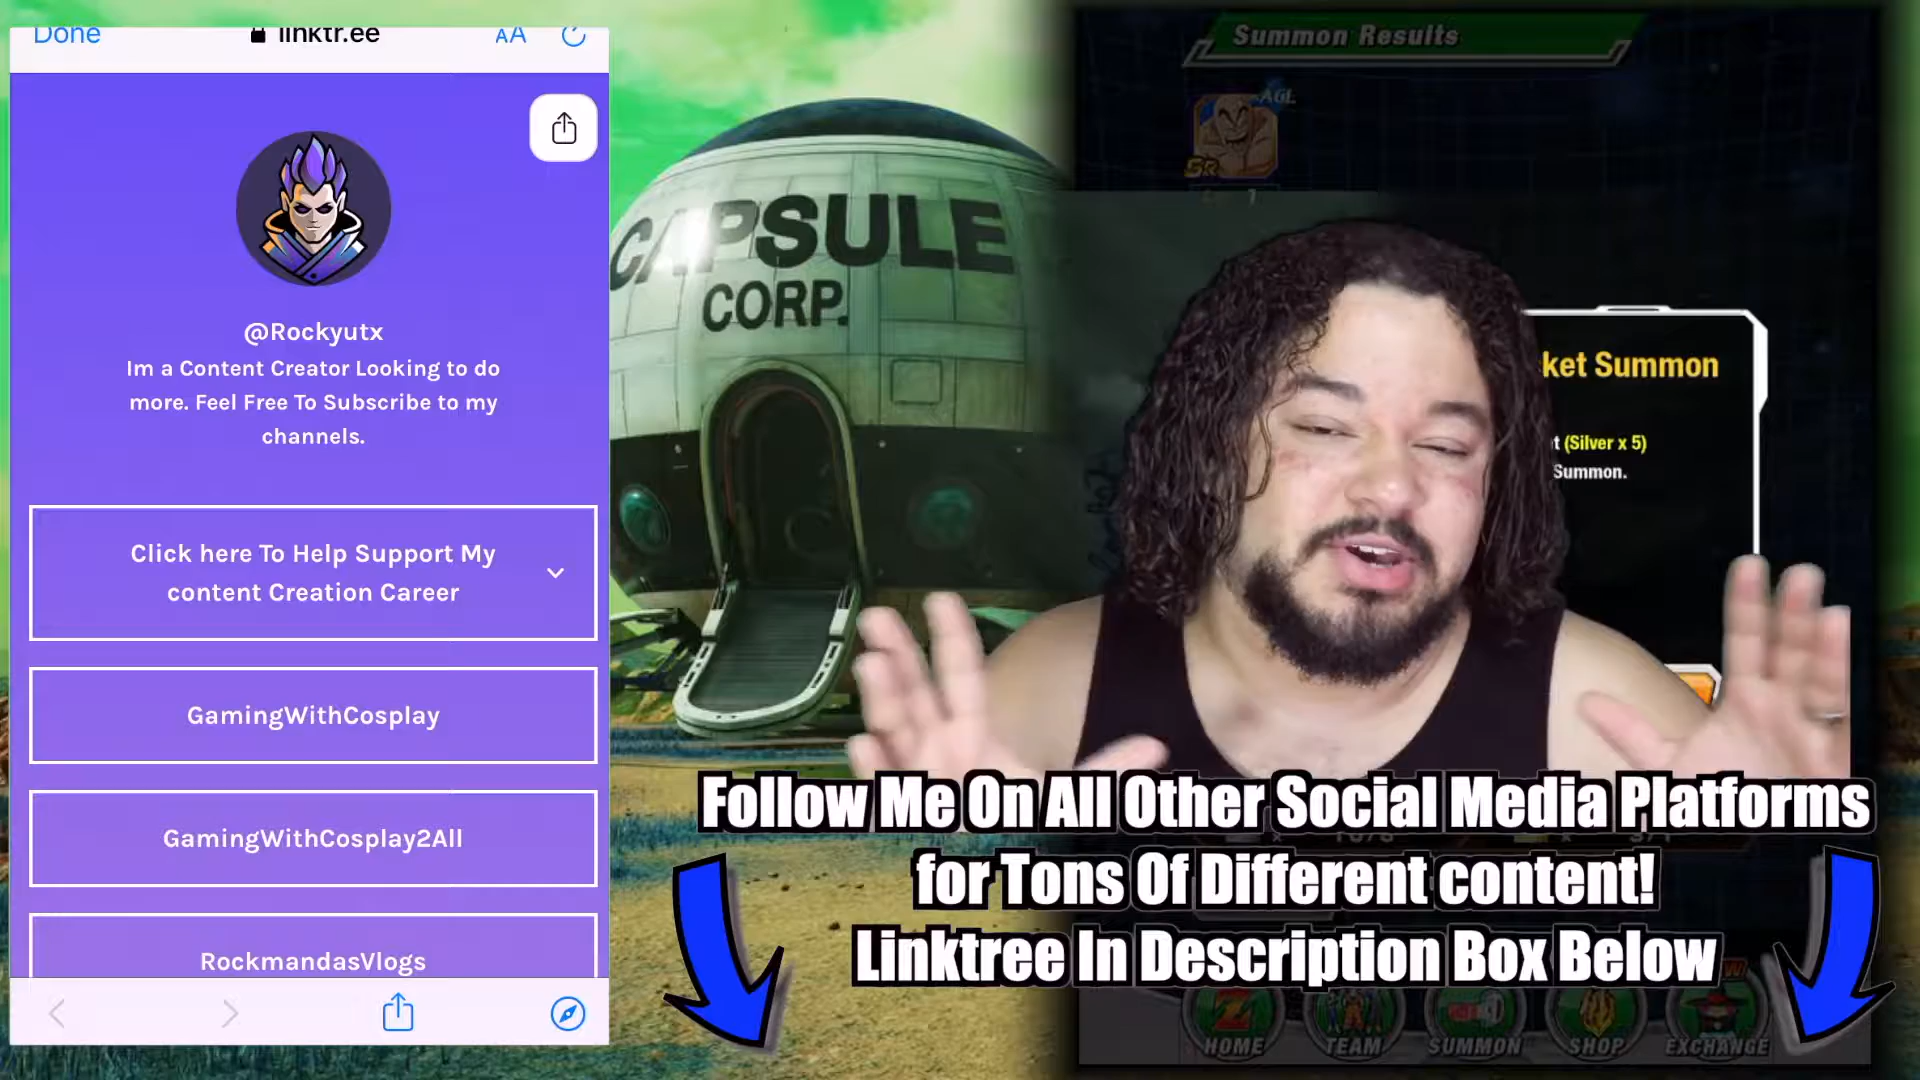 Done
linktr.ee
AA
@Rockyutx
Im a Content Creator Looking to do
more. Feel Free To Subscribe to my
channels.
Click here To Help Support My
content Creation Career
GamingWithCosplay
GamingWithCosplay2All
RockmandasVlogs
CAPSULE
CORP.
Summon Results
AGL
SR
7
ket Summon
t (Silver x 5)
Summon.
Follow Me On All Other Social Media Platforms
for Tons Of Different content!
Linktree In Description Box Below
HOME
TEAM
SUMMON
SHOP
EXCHANGE